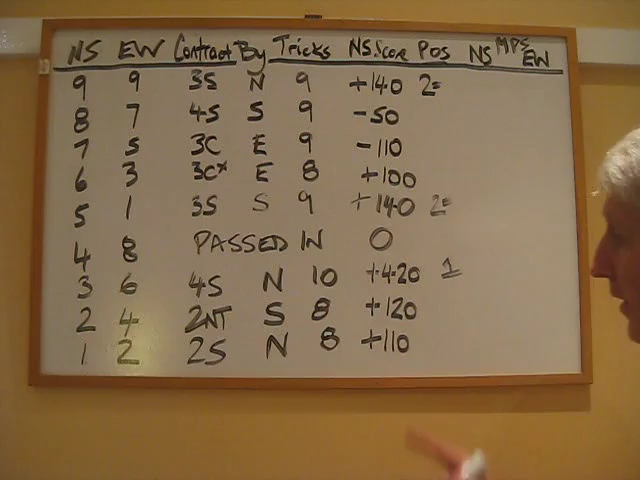 NS EW Contract By Tricks NS Score Pos NS MPS EW
9 9 3S N 9 +140 2=
8 7 4S S 9 -50
7 5 3C E 9 -110
6 3 3C* E 8 +100
5 1 3S S 9 +140 2=
4 8 PASSED IN 0
3 6 4S N 10 +420 1
2 4 2NT S 8 +120
1 2 2S N 8 +110